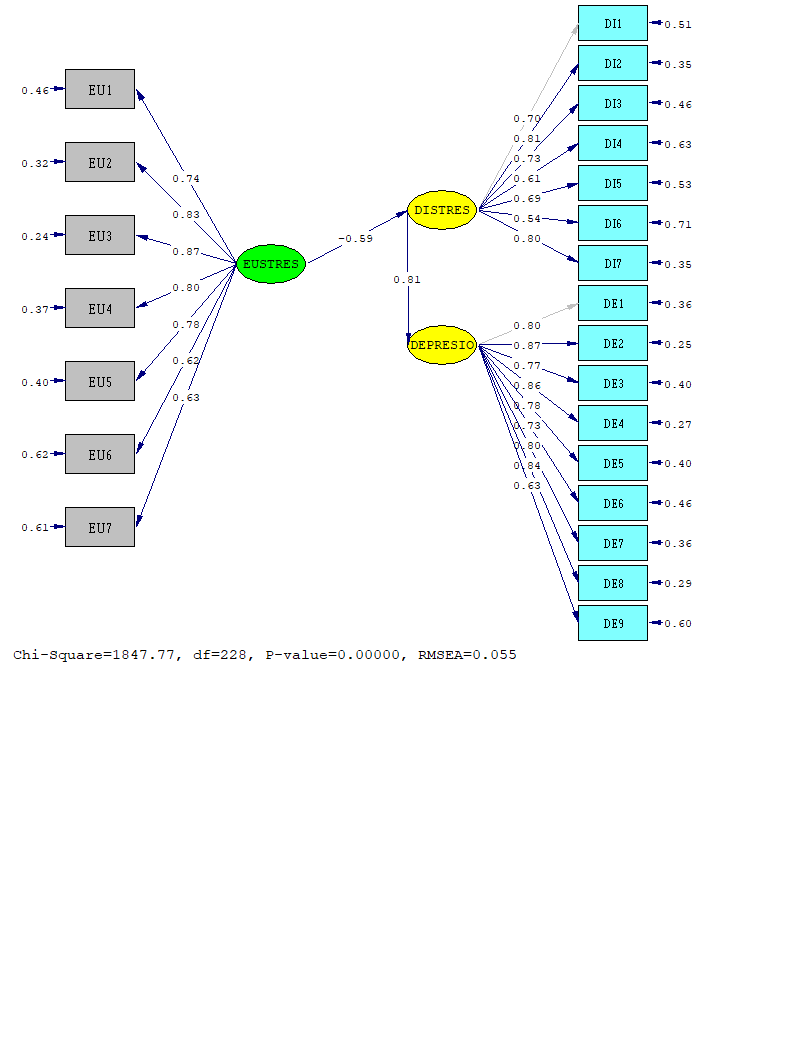 DI1 0.51
DI2 0.35
0.46 EU1
DI3 0.46
0.70
0.81
DI4 0.63
0.73
0.32 EU2
0.74
0.61
DI5 0.53
0.69
0.83
DISTRES
0.54
DI6 0.71
0.24 EU3
-0.59
0.80
0.87
EUSTRES
DI7 0.35
0.81
0.80
DE1 0.36
0.37 EU4
0.78
0.80
DEPRESIO
0.87
DE2 0.25
0.62
0.77
0.40 EU5
DE3 0.40
0.86
0.63
0.78
DE4 0.27
0.73
0.80
0.62 EU6
DE5 0.40
0.84
0.63
DE6 0.46
0.61 EU7
DE7 0.36
DE8 0.29
DE9 0.60
Chi-Square=1847.77, df=228, P-value=0.00000, RMSEA=0.055